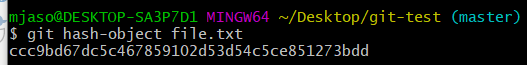 mjaso@DESKTOP-SA3P7D1 MINGW64 ~/Desktop/git-test (master)
$ git hash-object file.txt
ccc9bd67dc5c467859102d53d54c5ce851273bdd